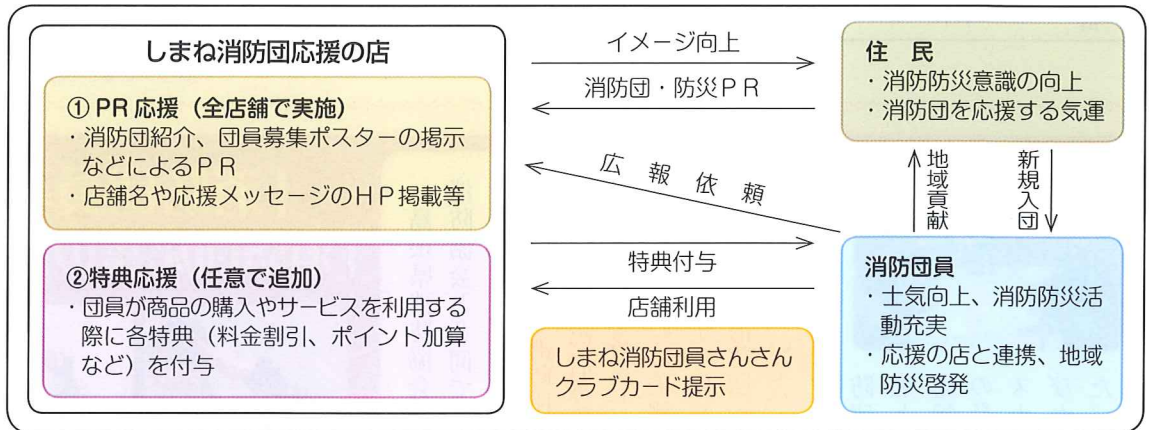 しまね消防団応援の店
① PR 応援（全店舗で実施）
・消防団紹介、団員募集ポスターの掲示
などによるＰＲ
・店舗名や応援メッセージのＨＰ掲載等
②特典応援（任意で追加）
・団員が商品の購入やサービスを利用する
際に各特典（料金割引、ポイント加算
など）を付与
イメージ向上
消防団・防災ＰＲ
広報依頼
特典付与
店舗利用
しまね消防団員さんさん
クラブカード提示
住　民
・消防防災意識の向上
・消防団を応援する気運
地域貢献
新規入団
消防団員
・士気向上、消防防災活
動充実
・応援の店と連携、地域
防災啓発